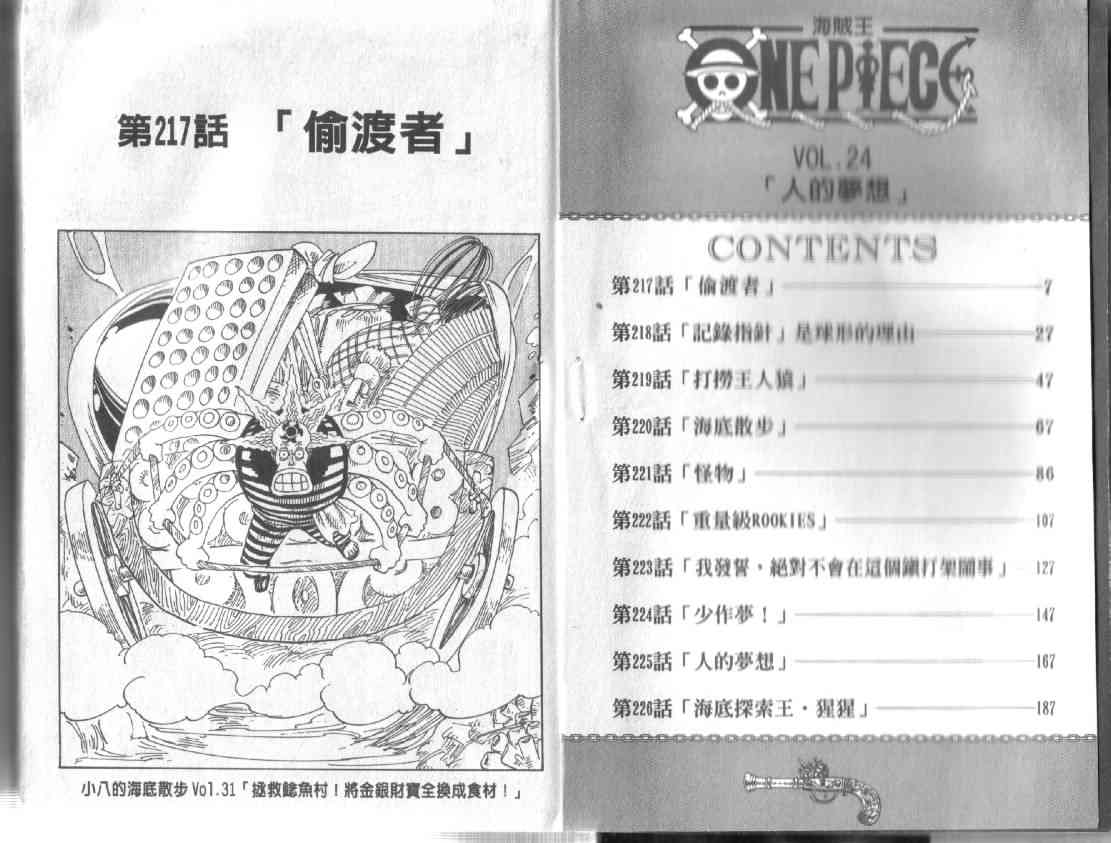 第217話 「偷渡者」
小八的海底散步Vol.31「拯救鯰魚村！將金銀財寶全換成食材！」
海賊王
ONE PIECE
VOL.24
「人的夢想」
CONTENTS
第217話「偷渡者」 7
第218話「記錄指針」是球形的理由 27
第219話「打撈王人猿」 47
第220話「海底散步」 67
第221話「怪物」 86
第222話「重量級ROOKIES」 107
第223話「我發誓，絕對不會在這個鎮打架鬧事」 127
第224話「少作夢！」 147
第225話「人的夢想」 167
第226話「海底探索王・猩猩」 187